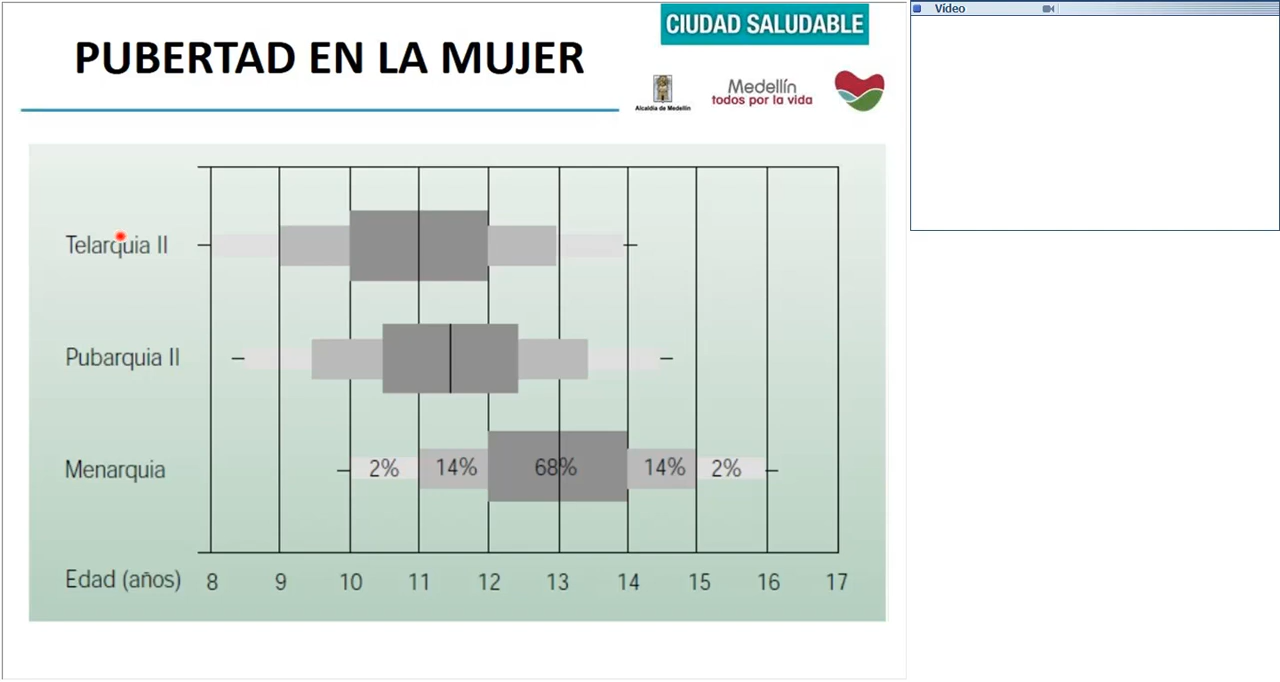 Vídeo
CIUDAD SALUDABLE
PUBERTAD EN LA MUJER
Alcaldía de Medellín
Medellín
todos por la vida
Telarquia II
Pubarquia II
Menarquia
2% 14% 68% 14% 2%
Edad (años) 8 9 10 11 12 13 14 15 16 17